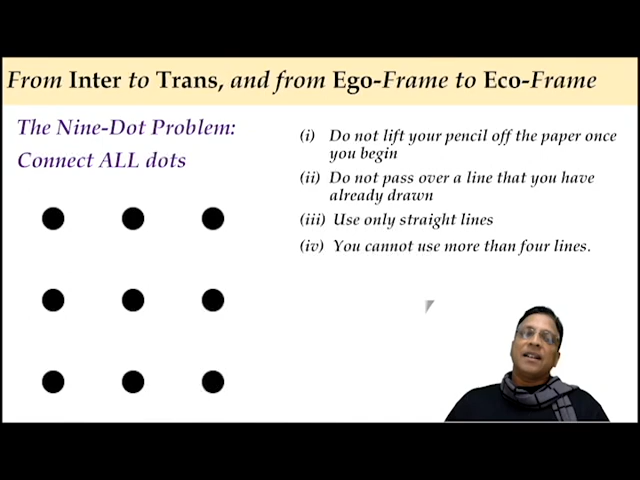 From Inter to Trans, and from Ego-Frame to Eco-Frame
The Nine-Dot Problem:
Connect ALL dots
(i) Do not lift your pencil off the paper once
you begin
(ii) Do not pass over a line that you have
already drawn
(iii) Use only straight lines
(iv) You cannot use more than four lines.